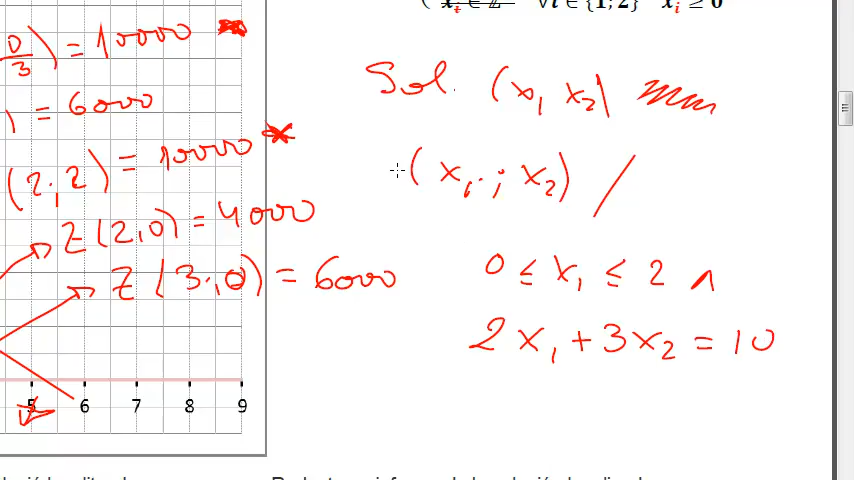 xᵢ ∈ ℤ ∀i ∈ {1; 2} xᵢ ≥ 0
0/3) = 10000
) = 6000
(2; 2) = 10000
Z (2, 0) = 4000
Z (3; 0) = 6000
5 6 7 8 9
Sol. (x₁ x₂)
(x₁ ; x₂) /
0 ≤ x₁ ≤ 2 ∧
2x₁ + 3x₂ = 10